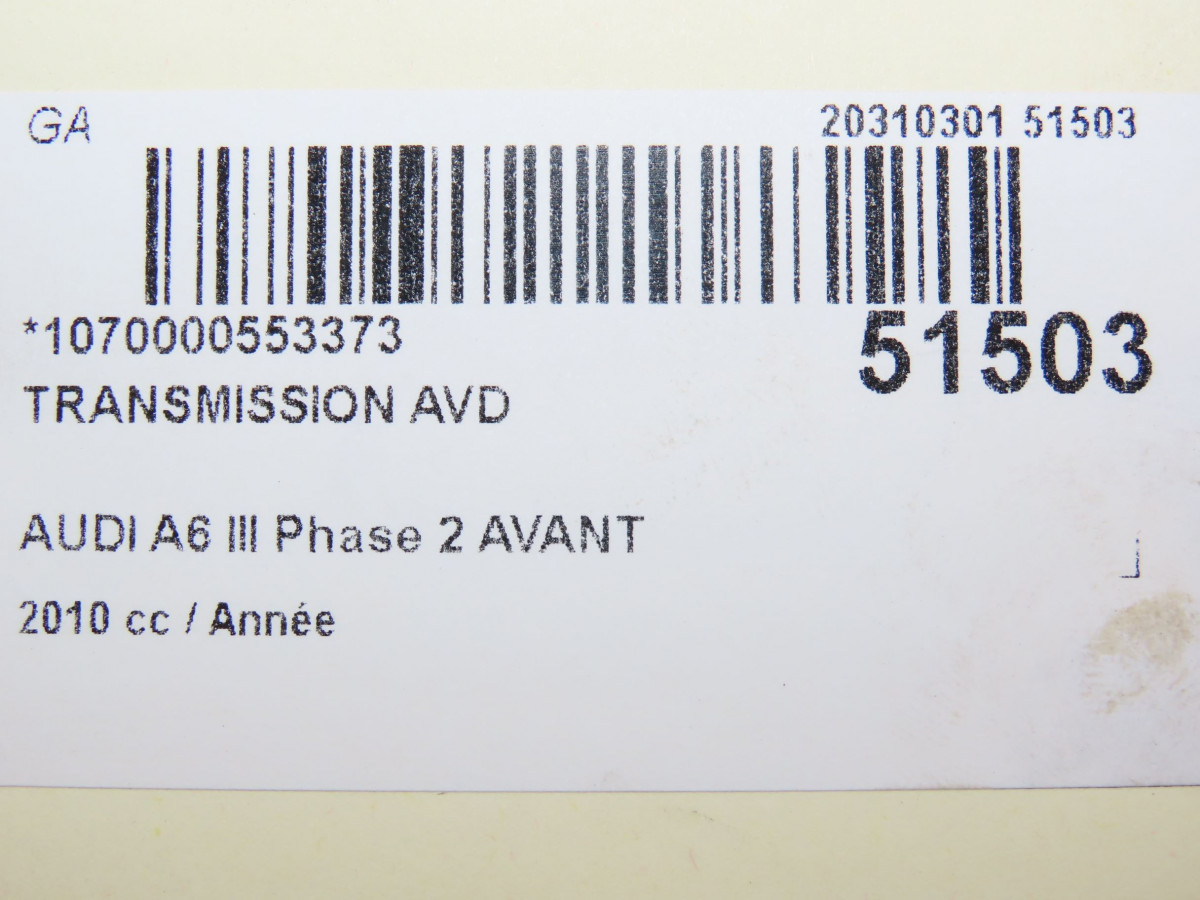 GA
20310301 51503
*1070000553373
51503
TRANSMISSION AVD
AUDI A6 III Phase 2 AVANT
2010 cc / Année